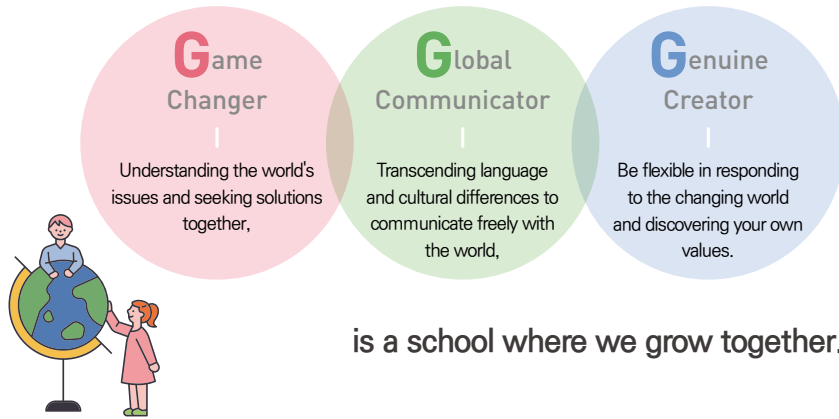 Game
Changer
Understanding the world's
issues and seeking solutions
together,
Global
Communicator
Transcending language
and cultural differences to
communicate freely with
the world,
Genuine
Creator
Be flexible in responding
to the changing world
and discovering your own
values.
is a school where we grow together.